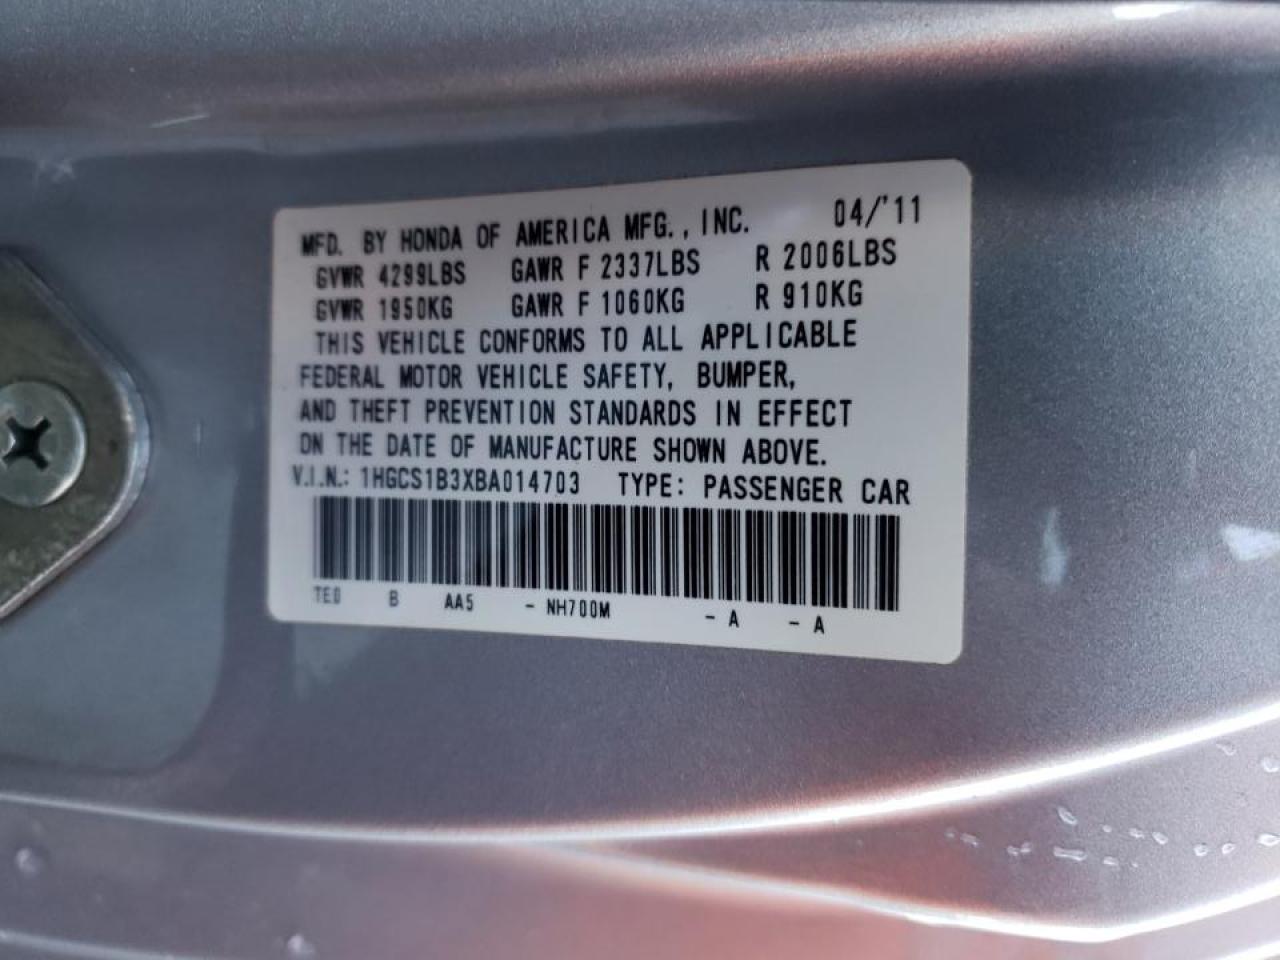 MFD. BY HONDA OF AMERICA MFG., INC. 04/'11
GVWR 4299LBS GAWR F 2337LBS R 2006LBS
GVWR 1950KG GAWR F 1060KG R 910KG
THIS VEHICLE CONFORMS TO ALL APPLICABLE
FEDERAL MOTOR VEHICLE SAFETY, BUMPER,
AND THEFT PREVENTION STANDARDS IN EFFECT
ON THE DATE OF MANUFACTURE SHOWN ABOVE.
V.I.N.: 1HGCS1B3XBA014703 TYPE: PASSENGER CAR
TE0 B AA5 - NH700M - A - A